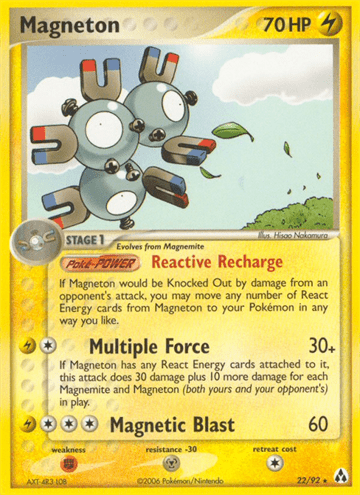 Magneton 70 HP
Illus. Hisao Nakamura
STAGE 1
Evolves from Magnemite
Poké-POWER Reactive Recharge
If Magneton would be Knocked Out by damage from an
opponent's attack, you may move any number of React
Energy cards from Magneton to your Pokémon in any
way you like.
Multiple Force 30+
If Magneton has any React Energy cards attached to it,
this attack does 30 damage plus 10 more damage for each
Magnemite and Magneton (both yours and your opponent's)
in play.
Magnetic Blast 60
weakness resistance -30 retreat cost
AXT-4R3 L0B ©2006 Pokémon/Nintendo 22/92 ★